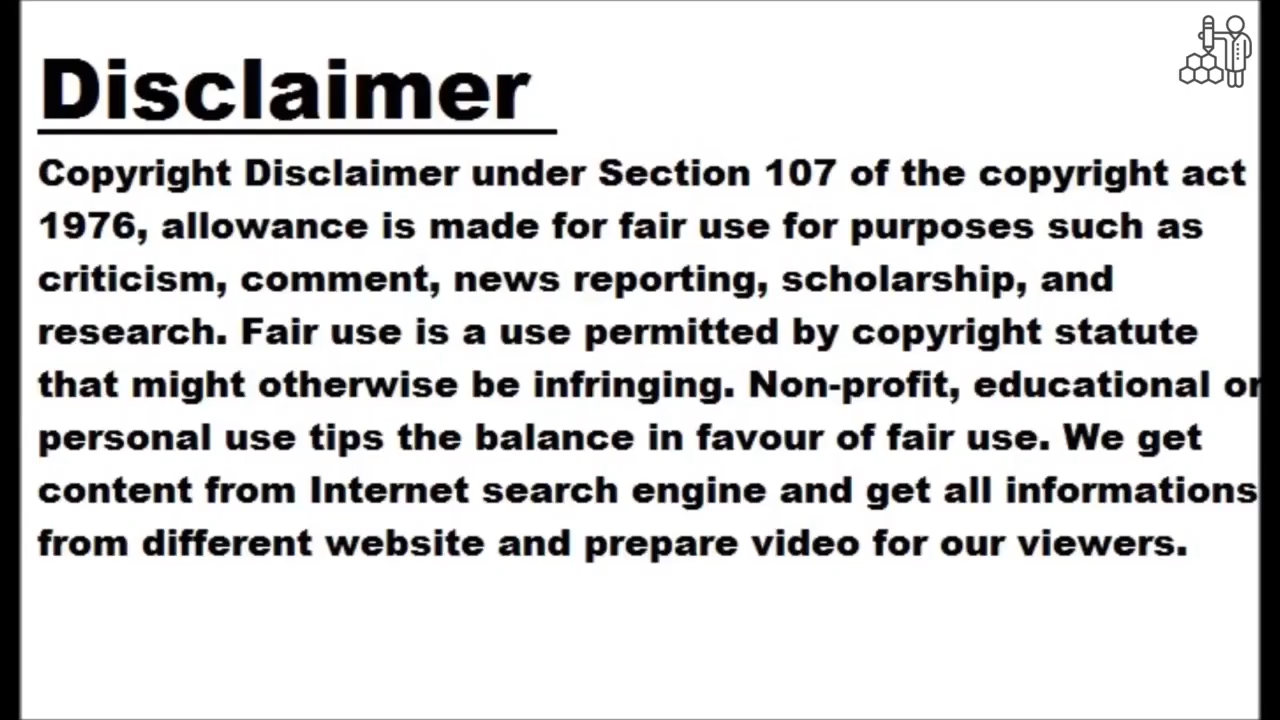 Disclaimer
Copyright Disclaimer under Section 107 of the copyright act
1976, allowance is made for fair use for purposes such as
criticism, comment, news reporting, scholarship, and
research. Fair use is a use permitted by copyright statute
that might otherwise be infringing. Non-profit, educational or
personal use tips the balance in favour of fair use. We get
content from Internet search engine and get all informations
from different website and prepare video for our viewers.